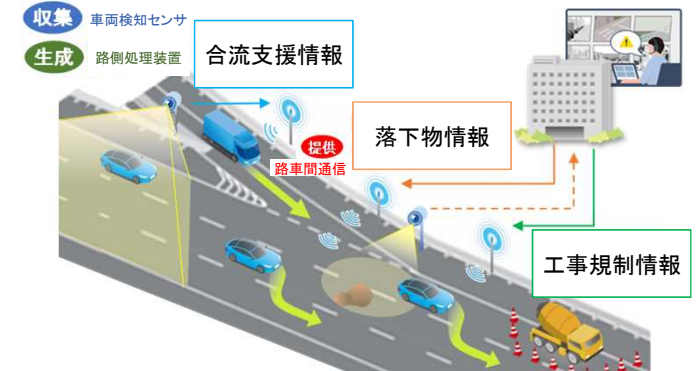 収集 車両検知センサ
生成 路側処理装置
合流支援情報
提供
路車間通信
落下物情報
工事規制情報